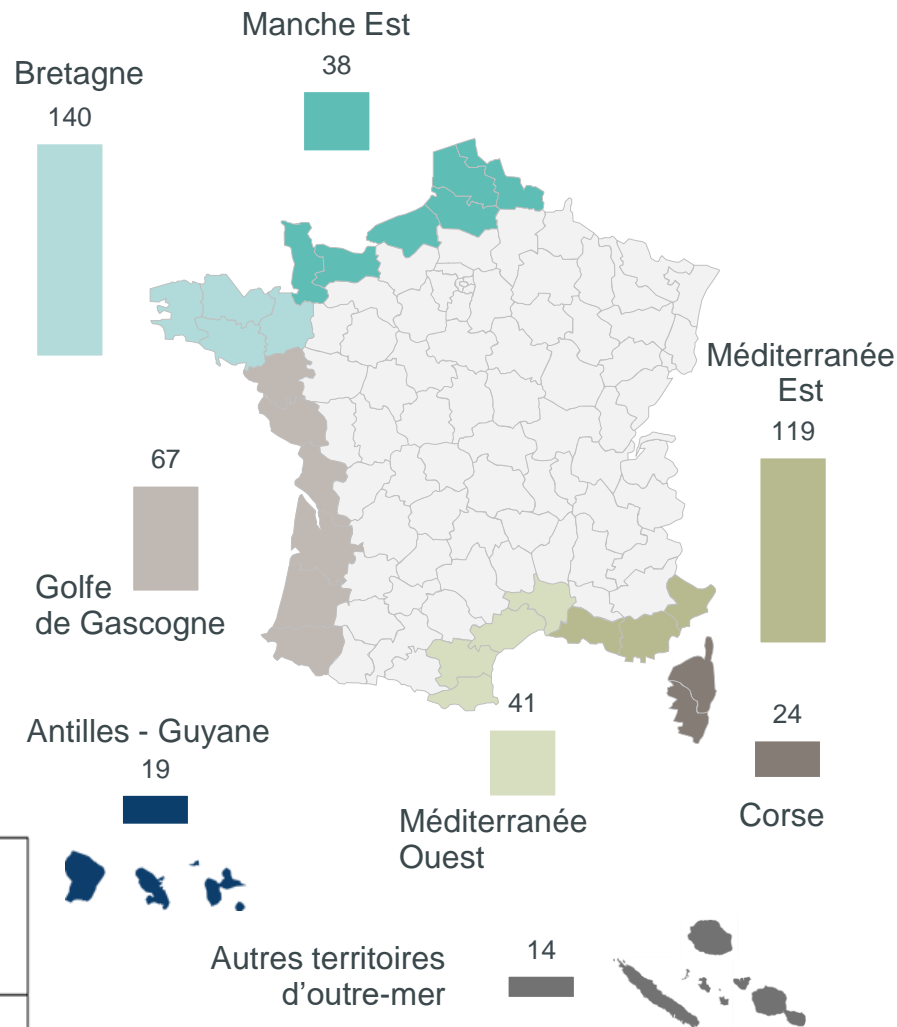 Manche Est
38
Bretagne
140
Méditerranée
Est
119
67
Golfe
de Gascogne
41
Méditerranée
Ouest
24
Corse
Antilles - Guyane
19
Autres territoires
d’outre-mer
14